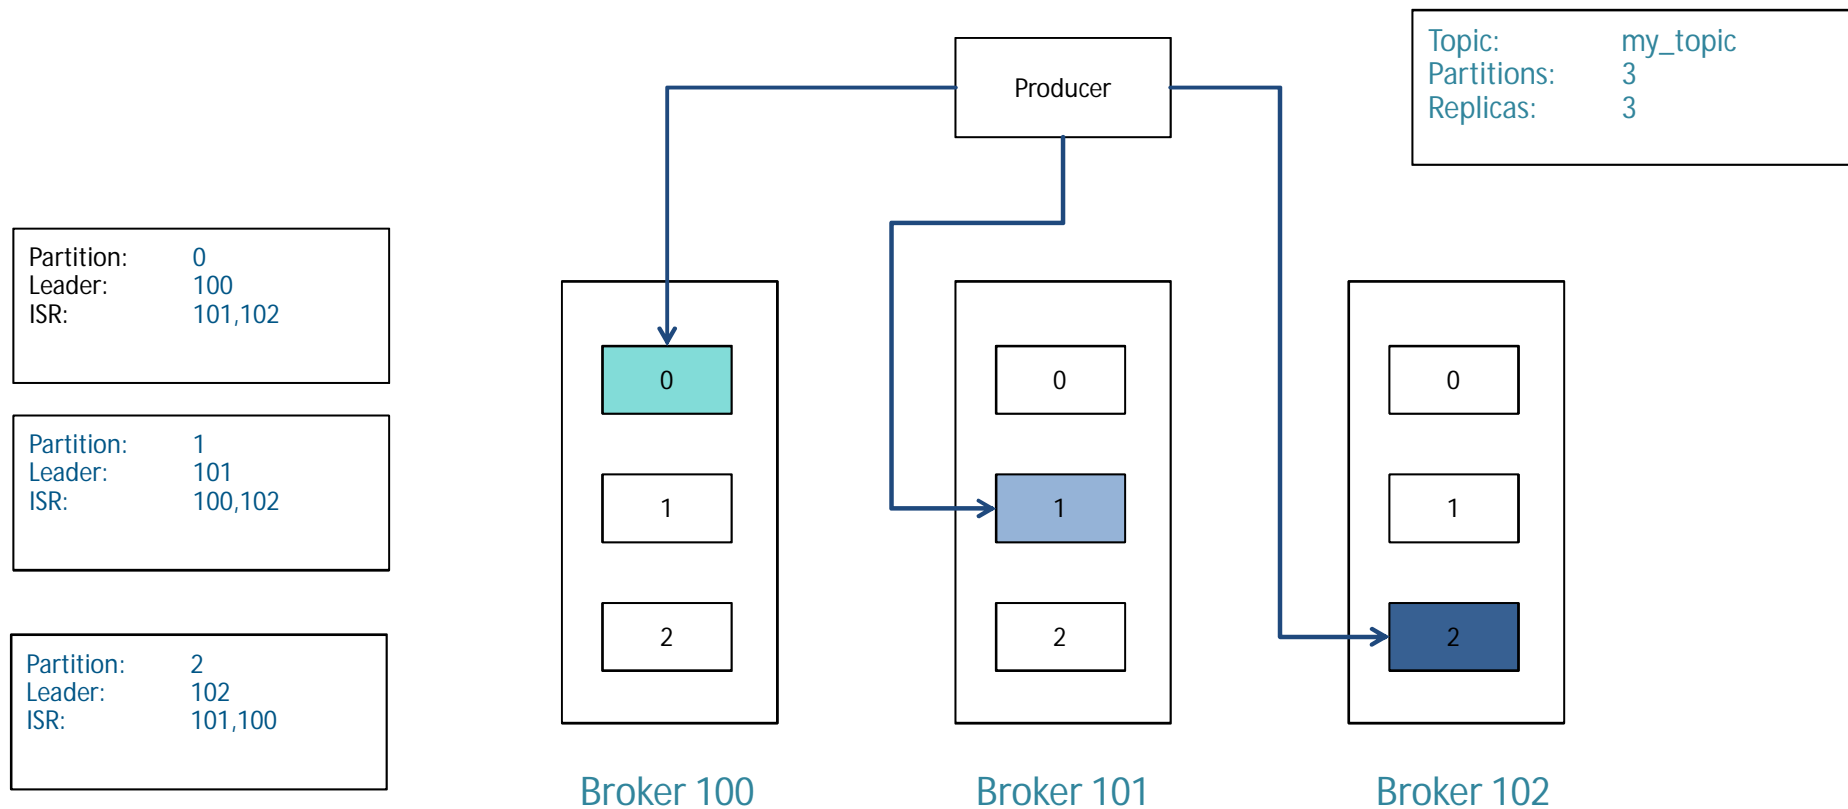 Producer
Topic: my_topic
Partitions: 3
Replicas: 3
Partition: 0
Leader: 100
ISR: 101,102
Partition: 1
Leader: 101
ISR: 100,102
Partition: 2
Leader: 102
ISR: 101,100
0
1
2
Broker 100
0
1
2
Broker 101
0
1
2
Broker 102